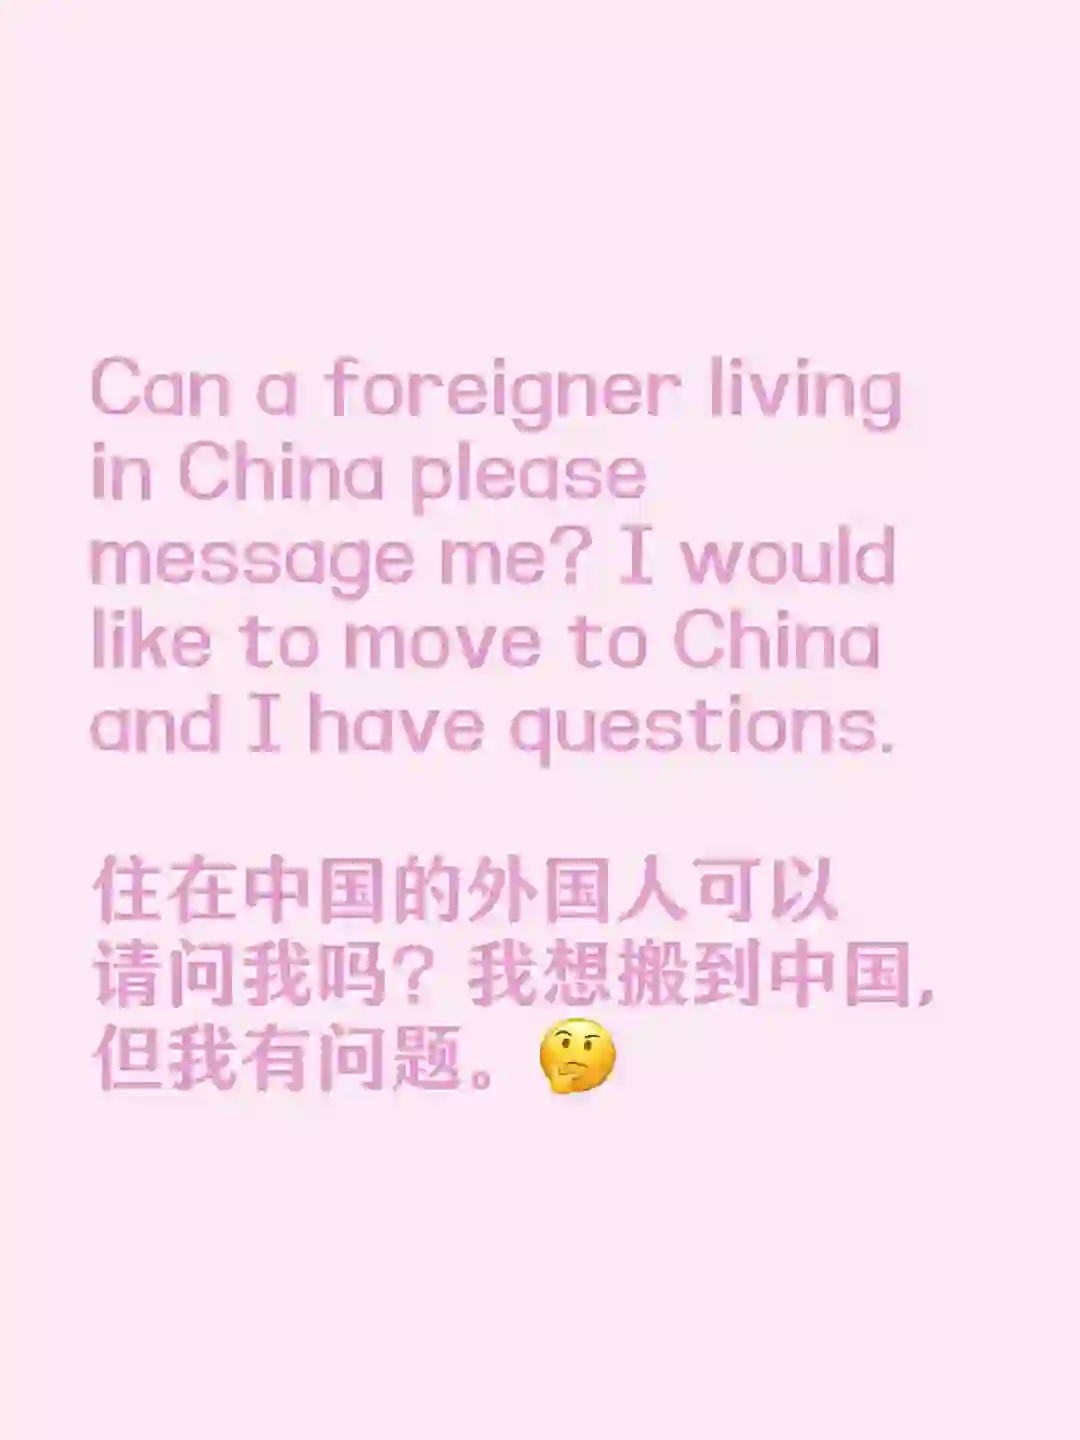 Can a foreigner living
in China please
message me? I would
like to move to China
and I have questions.
住在中国的外国人可以
请问我吗？我想搬到中国，
但我有问题。🤔